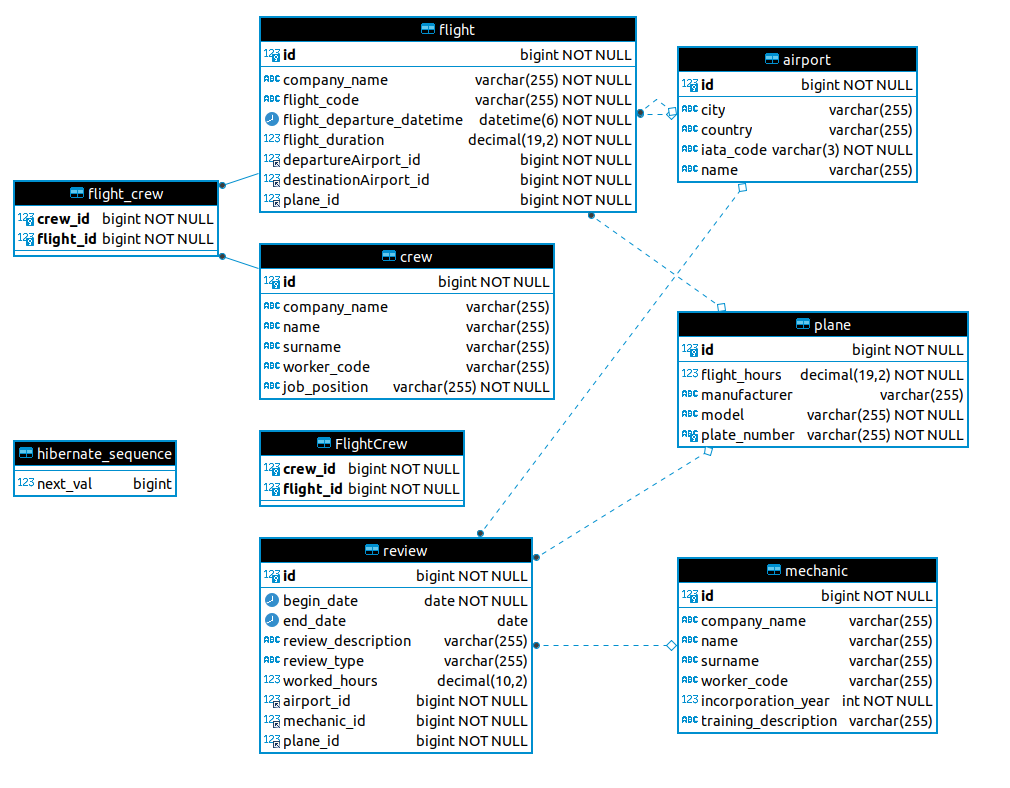 flight
id bigint NOT NULL
company_name varchar(255) NOT NULL
flight_code varchar(255) NOT NULL
flight_departure_datetime datetime(6) NOT NULL
flight_duration decimal(19,2) NOT NULL
departureAirport_id bigint NOT NULL
destinationAirport_id bigint NOT NULL
plane_id bigint NOT NULL
airport
id bigint NOT NULL
city varchar(255)
country varchar(255)
iata_code varchar(3) NOT NULL
name varchar(255)
flight_crew
crew_id bigint NOT NULL
flight_id bigint NOT NULL
crew
id bigint NOT NULL
company_name varchar(255)
name varchar(255)
surname varchar(255)
worker_code varchar(255)
job_position varchar(255) NOT NULL
plane
id bigint NOT NULL
flight_hours decimal(19,2) NOT NULL
manufacturer varchar(255)
model varchar(255) NOT NULL
plate_number varchar(255) NOT NULL
hibernate_sequence
next_val bigint
FlightCrew
crew_id bigint NOT NULL
flight_id bigint NOT NULL
review
id bigint NOT NULL
begin_date date NOT NULL
end_date date
review_description varchar(255)
review_type varchar(255)
worked_hours decimal(10,2)
airport_id bigint NOT NULL
mechanic_id bigint NOT NULL
plane_id bigint NOT NULL
mechanic
id bigint NOT NULL
company_name varchar(255)
name varchar(255)
surname varchar(255)
worker_code varchar(255)
incorporation_year int NOT NULL
training_description varchar(255)